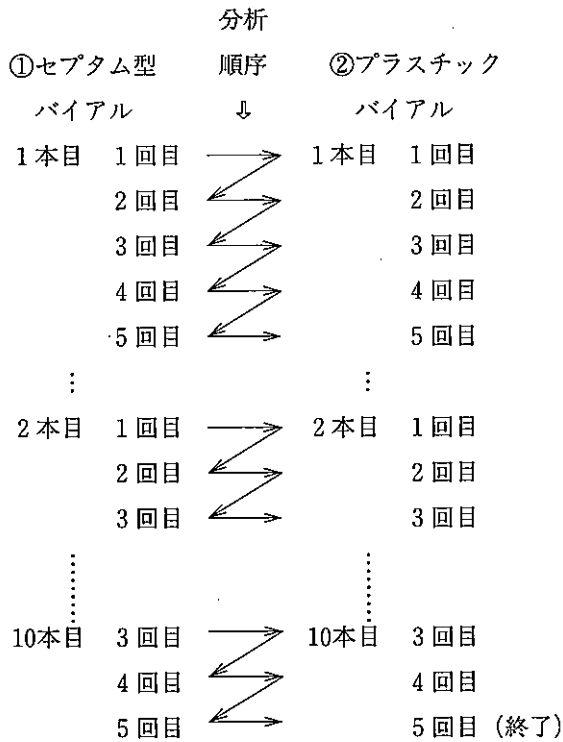 分析
①セプタム型 順序 ②プラスチック
バイアル ⇩ バイアル
1本目 1回目 1本目 1回目
2回目 2回目
3回目 3回目
4回目 4回目
5回目 5回目
⋮ ⋮
2本目 1回目 2本目 1回目
2回目 2回目
3回目 3回目
⋮ ⋮
10本目 3回目 10本目 3回目
4回目 4回目
5回目 5回目 (終了)